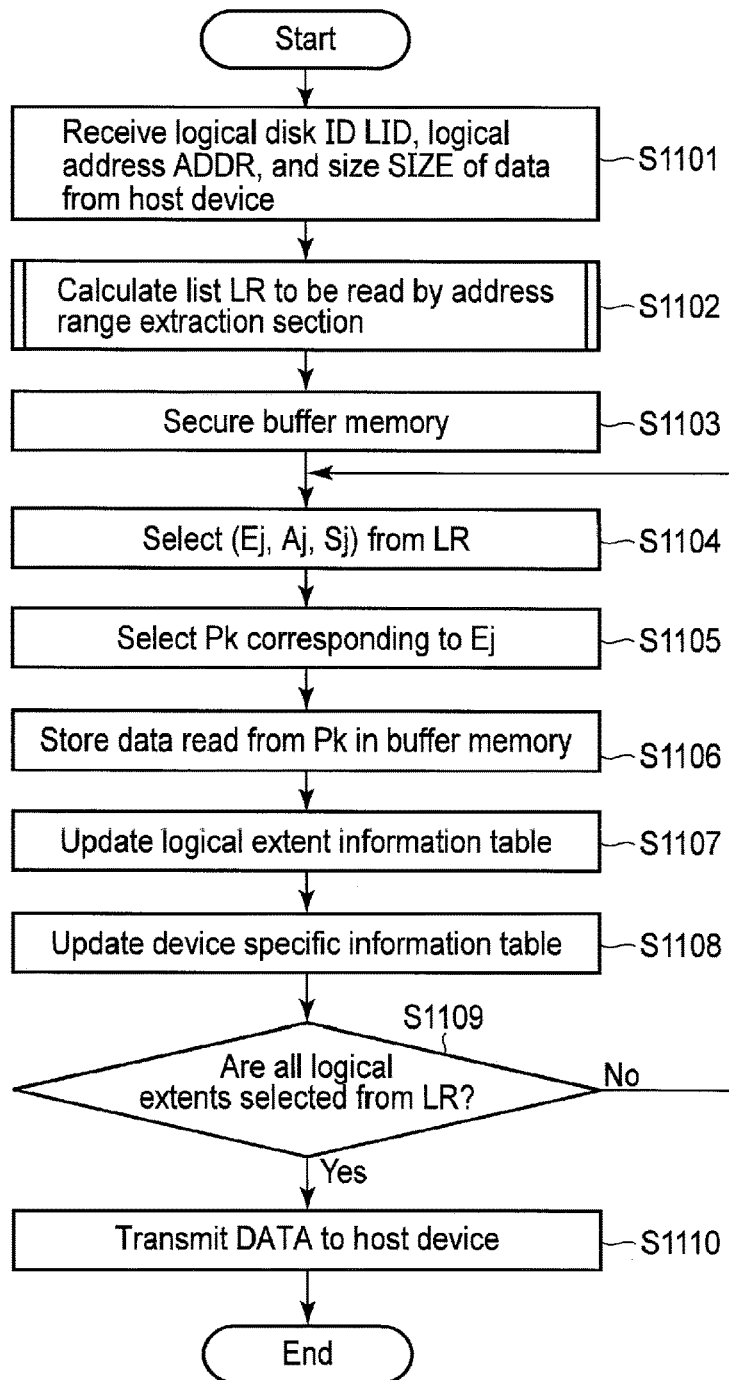 Start
Receive logical disk ID LID, logical
address ADDR, and size SIZE of data
from host device
S1101
Calculate list LR to be read by address
range extraction section
S1102
Secure buffer memory
S1103
Select (Ej, Aj, Sj) from LR
S1104
Select Pk corresponding to Ej
S1105
Store data read from Pk in buffer memory
S1106
Update logical extent information table
S1107
Update device specific information table
S1108
S1109
Are all logical
extents selected from LR?
No
Yes
Transmit DATA to host device
S1110
End